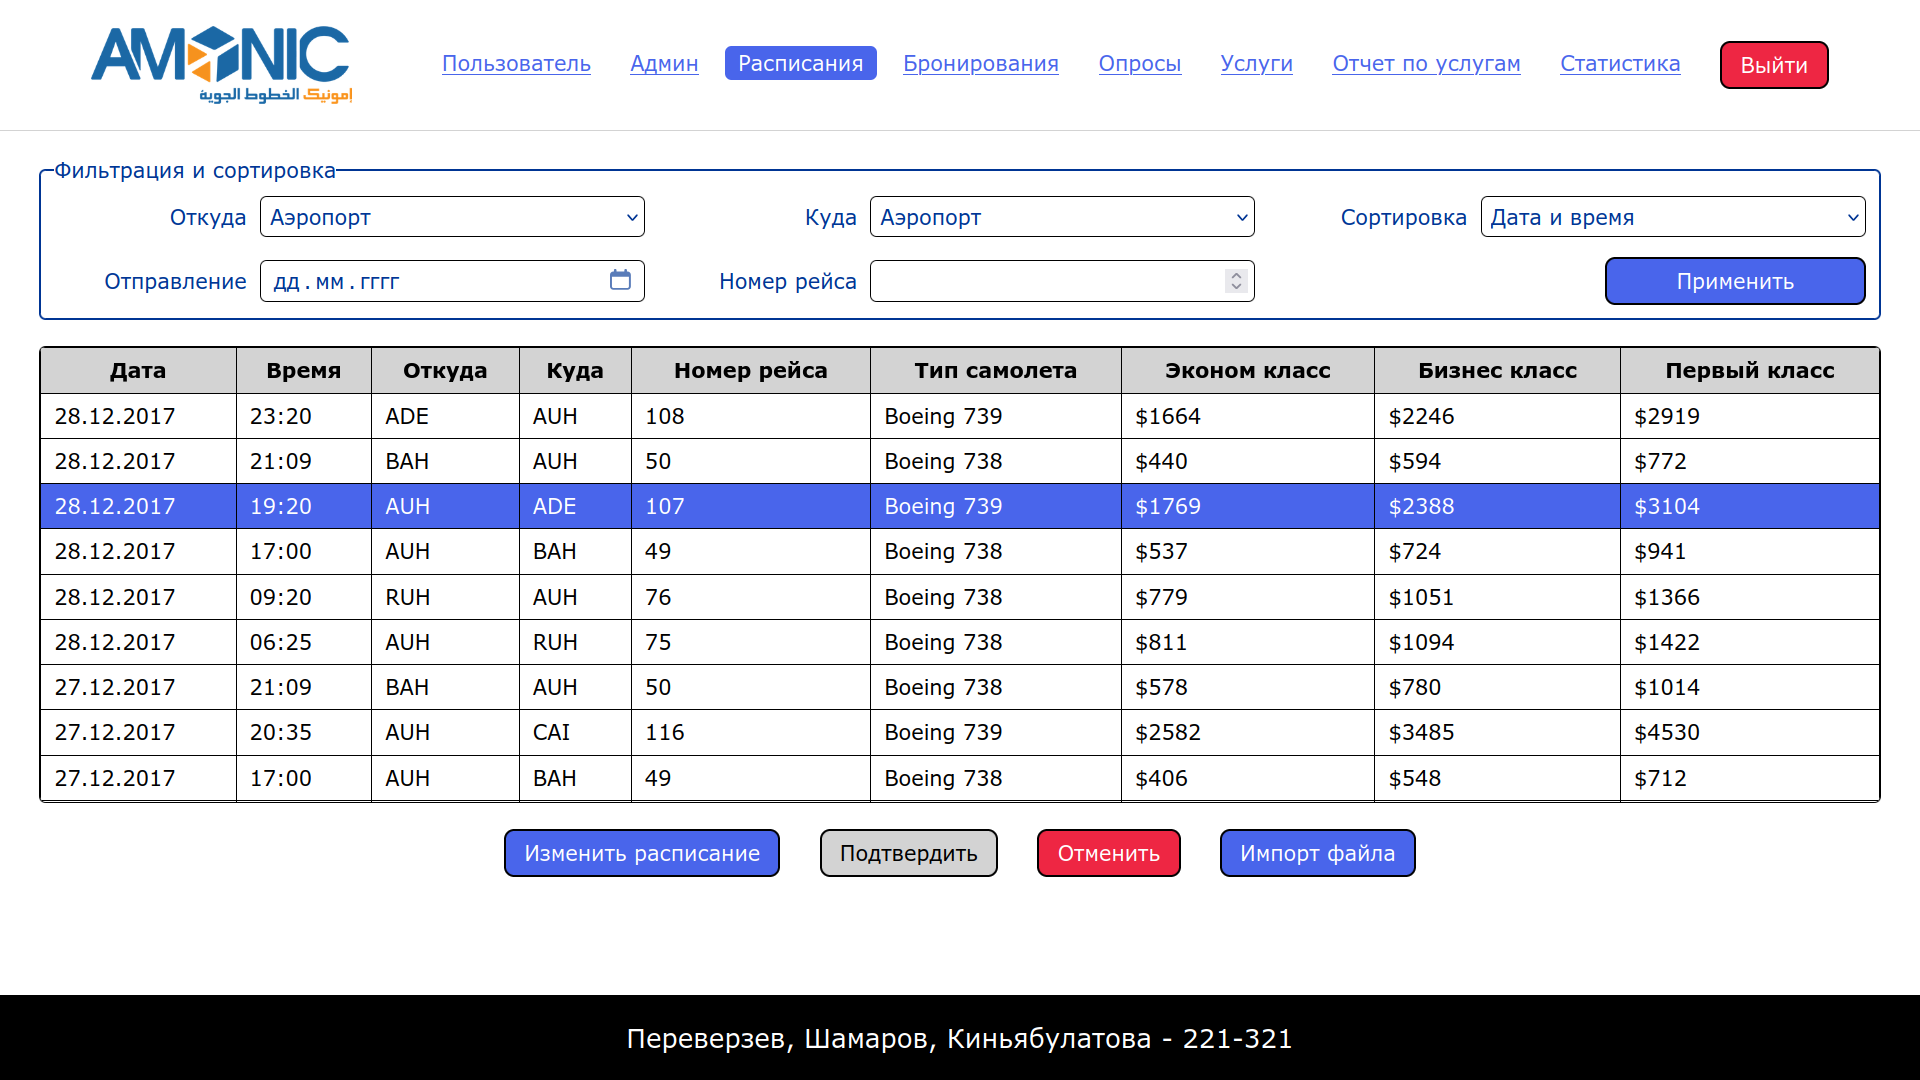 AMONIC
إمونيك الخطوط الجوية
Пользователь Админ Расписания Бронирования Опросы Услуги Отчет по услугам Статистика Выйти
Фильтрация и сортировка
Откуда Аэропорт Куда Аэропорт Сортировка Дата и время
Отправление дд.мм.гггг Номер рейса Применить
Дата Время Откуда Куда Номер рейса Тип самолета Эконом класс Бизнес класс Первый класс
28.12.2017 23:20 ADE AUH 108 Boeing 739 $1664 $2246 $2919
28.12.2017 21:09 BAH AUH 50 Boeing 738 $440 $594 $772
28.12.2017 19:20 AUH ADE 107 Boeing 739 $1769 $2388 $3104
28.12.2017 17:00 AUH BAH 49 Boeing 738 $537 $724 $941
28.12.2017 09:20 RUH AUH 76 Boeing 738 $779 $1051 $1366
28.12.2017 06:25 AUH RUH 75 Boeing 738 $811 $1094 $1422
27.12.2017 21:09 BAH AUH 50 Boeing 738 $578 $780 $1014
27.12.2017 20:35 AUH CAI 116 Boeing 739 $2582 $3485 $4530
27.12.2017 17:00 AUH BAH 49 Boeing 738 $406 $548 $712
Изменить расписание Подтвердить Отменить Импорт файла
Переверзев, Шамаров, Киньябулатова - 221-321